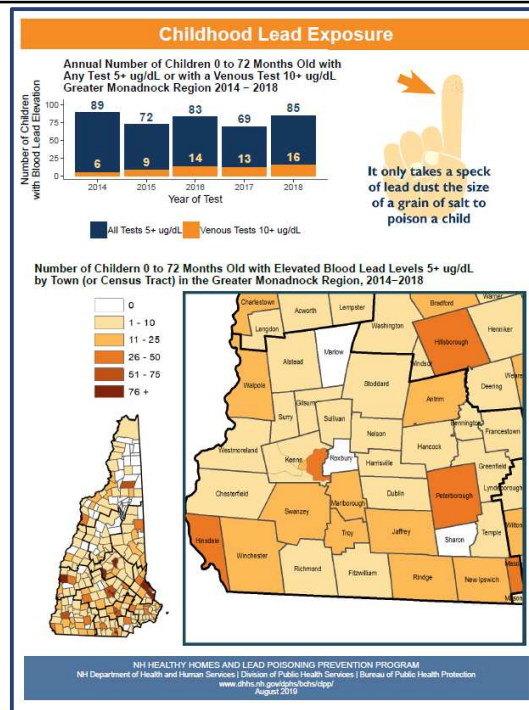 Childhood Lead Exposure
Annual Number of Children 0 to 72 Months Old with
Any Test 5+ ug/dL or with a Venous Test 10+ ug/dL
Greater Monadnock Region 2014 – 2018
Number of Children
with Blood Lead Elevation
100
75
50
25
0
89
72
83
69
85
6
9
14
13
16
2014
2015
2016
2017
2018
Year of Test
All Tests 5+ ug/dL
Venous Tests 10+ ug/dL
It only takes a speck
of lead dust the size
of a grain of salt to
poison a child
Number of Childern 0 to 72 Months Old with Elevated Blood Lead Levels 5+ ug/dL
by Town (or Census Tract) in the Greater Monadnock Region, 2014–2018
0
1 - 10
11 - 25
26 - 50
51 - 75
76 +
Charlestown
Acworth
Lempster
Bradford
Warner
Langdon
Washington
Hillsborough
Henniker
Marlow
Windsor
Alstead
Stoddard
Deering
Weare
Walpole
Gilsum
Antrim
Surry
Sullivan
Bennington
Francestown
Nelson
Hancock
Westmoreland
Keene
Roxbury
Harrisville
Greenfield
Lyndeborough
Chesterfield
Dublin
Peterborough
Swanzey
Marlborough
Wilton
Troy
Jaffrey
Sharon
Temple
Hinsdale
Winchester
Richmond
Fitzwilliam
Rindge
New Ipswich
NH HEALTHY HOMES AND LEAD POISONING PREVENTION PROGRAM
NH Department of Health and Human Services | Division of Public Health Services | Bureau of Public Health Protection
www.dhhs.nh.gov/dphs/bchs/clpp/
August 2019